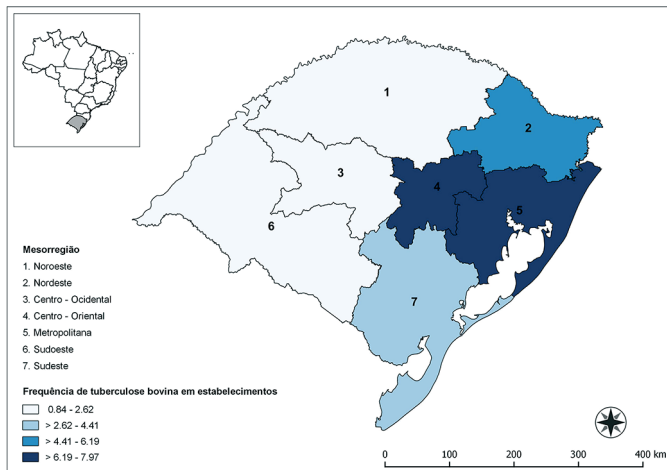 1
2
3
4
5
6
7
Mesorregião
1. Noroeste
2. Nordeste
3. Centro - Ocidental
4. Centro - Oriental
5. Metropolitana
6. Sudoeste
7. Sudeste
Frequência de tuberculose bovina em estabelecimentos
0.84 - 2.62
> 2.62 - 4.41
> 4.41 - 6.19
> 6.19 - 7.97
0 100 200 300 400 km